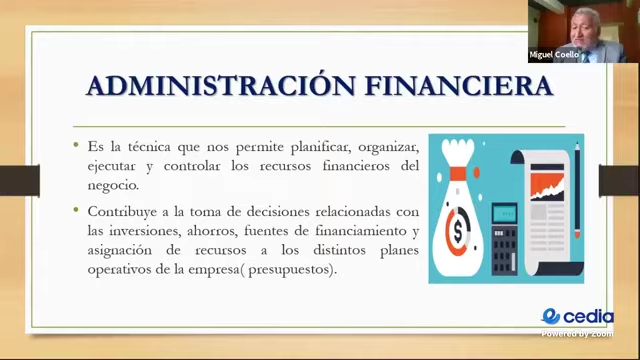 Miguel Coello
ADMINISTRACIÓN FINANCIERA
• Es la técnica que nos permite planificar, organizar,
ejecutar y controlar los recursos financieros del
negocio.
• Contribuye a la toma de decisiones relacionadas con
las inversiones, ahorros, fuentes de financiamiento y
asignación de recursos a los distintos planes
operativos de la empresa( presupuestos).
$
cedia
Powered by Zoom